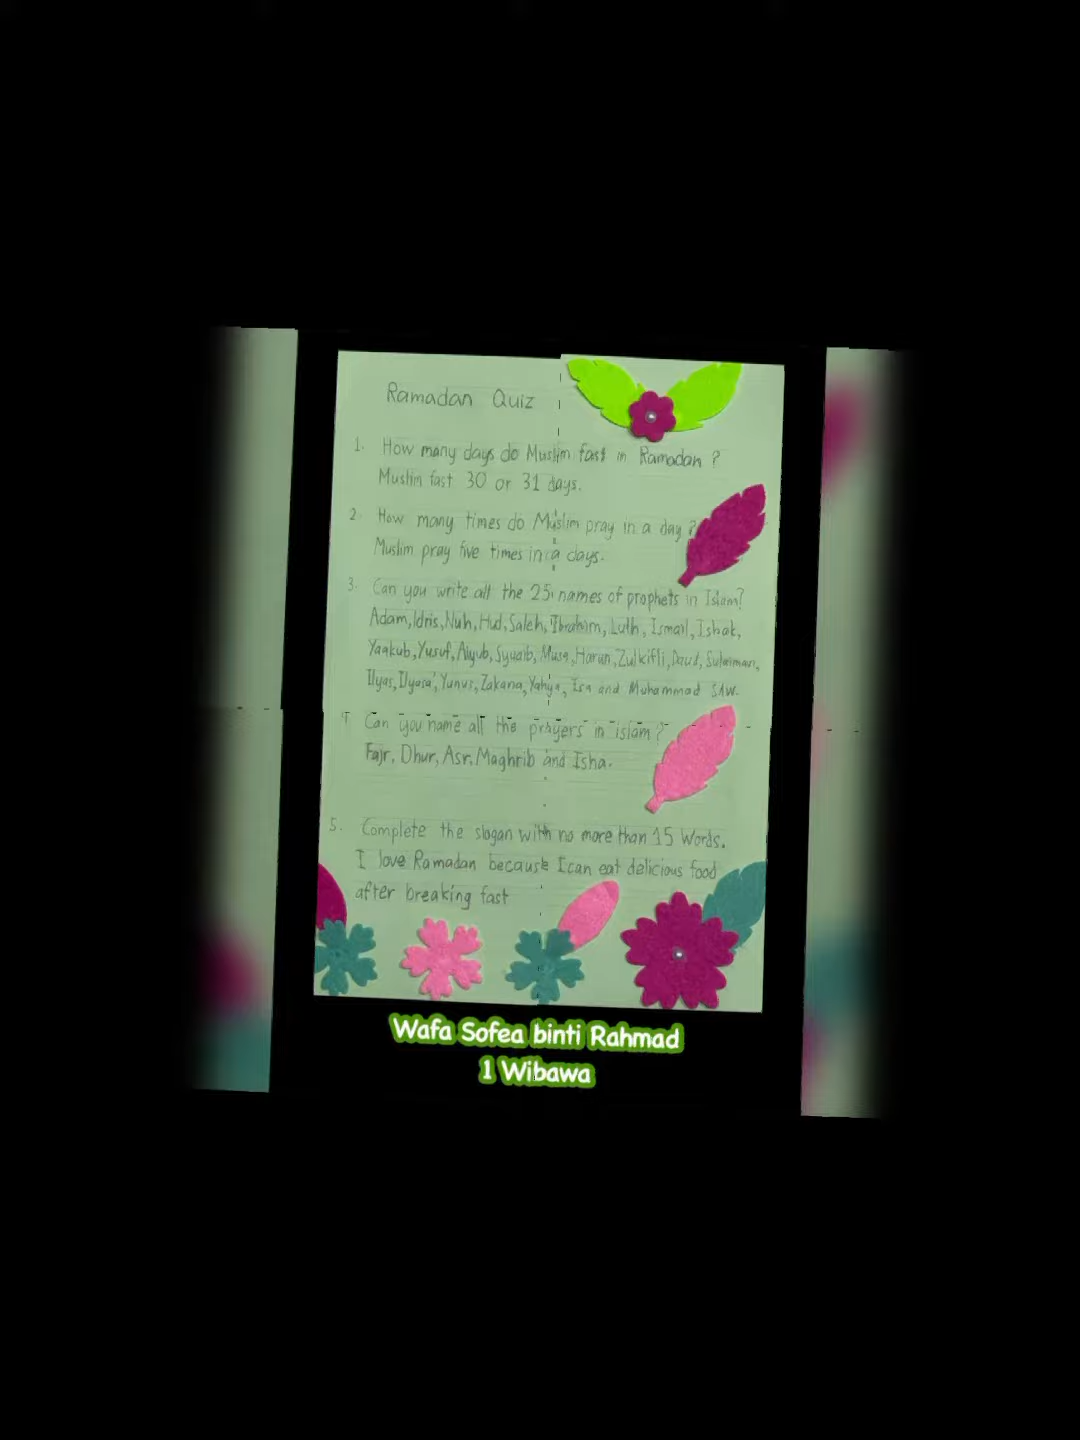 Ramadan Quiz
1. How many days do Muslim fast in Ramadan ?
Muslim fast 30 or 31 days.
2. How many times do Muslim pray in a day ?
Muslim pray five times in a days.
3. Can you write all the 25 names of prophets in Islam?
Adam, Idris, Nuh, Hud, Saleh, Ibrahim, Luth, Ismail, Ishak,
Yaakub, Yusuf, Aiyub, Syuaib, Musa, Harun, Zulkifli, Daud, Sulaiman,
Ilyas, Ilyasa', Yunus, Zakaria, Yahya, Isa and Muhammad SAW.
Can you name all the prayers in islam?
Fajr, Dhur, Asr, Maghrib and Isha.
5. Complete the slogan with no more than 15 words.
I love Ramadan because I can eat delicious food
after breaking fast
Wafa Sofea binti Rahmad
1 Wibawa